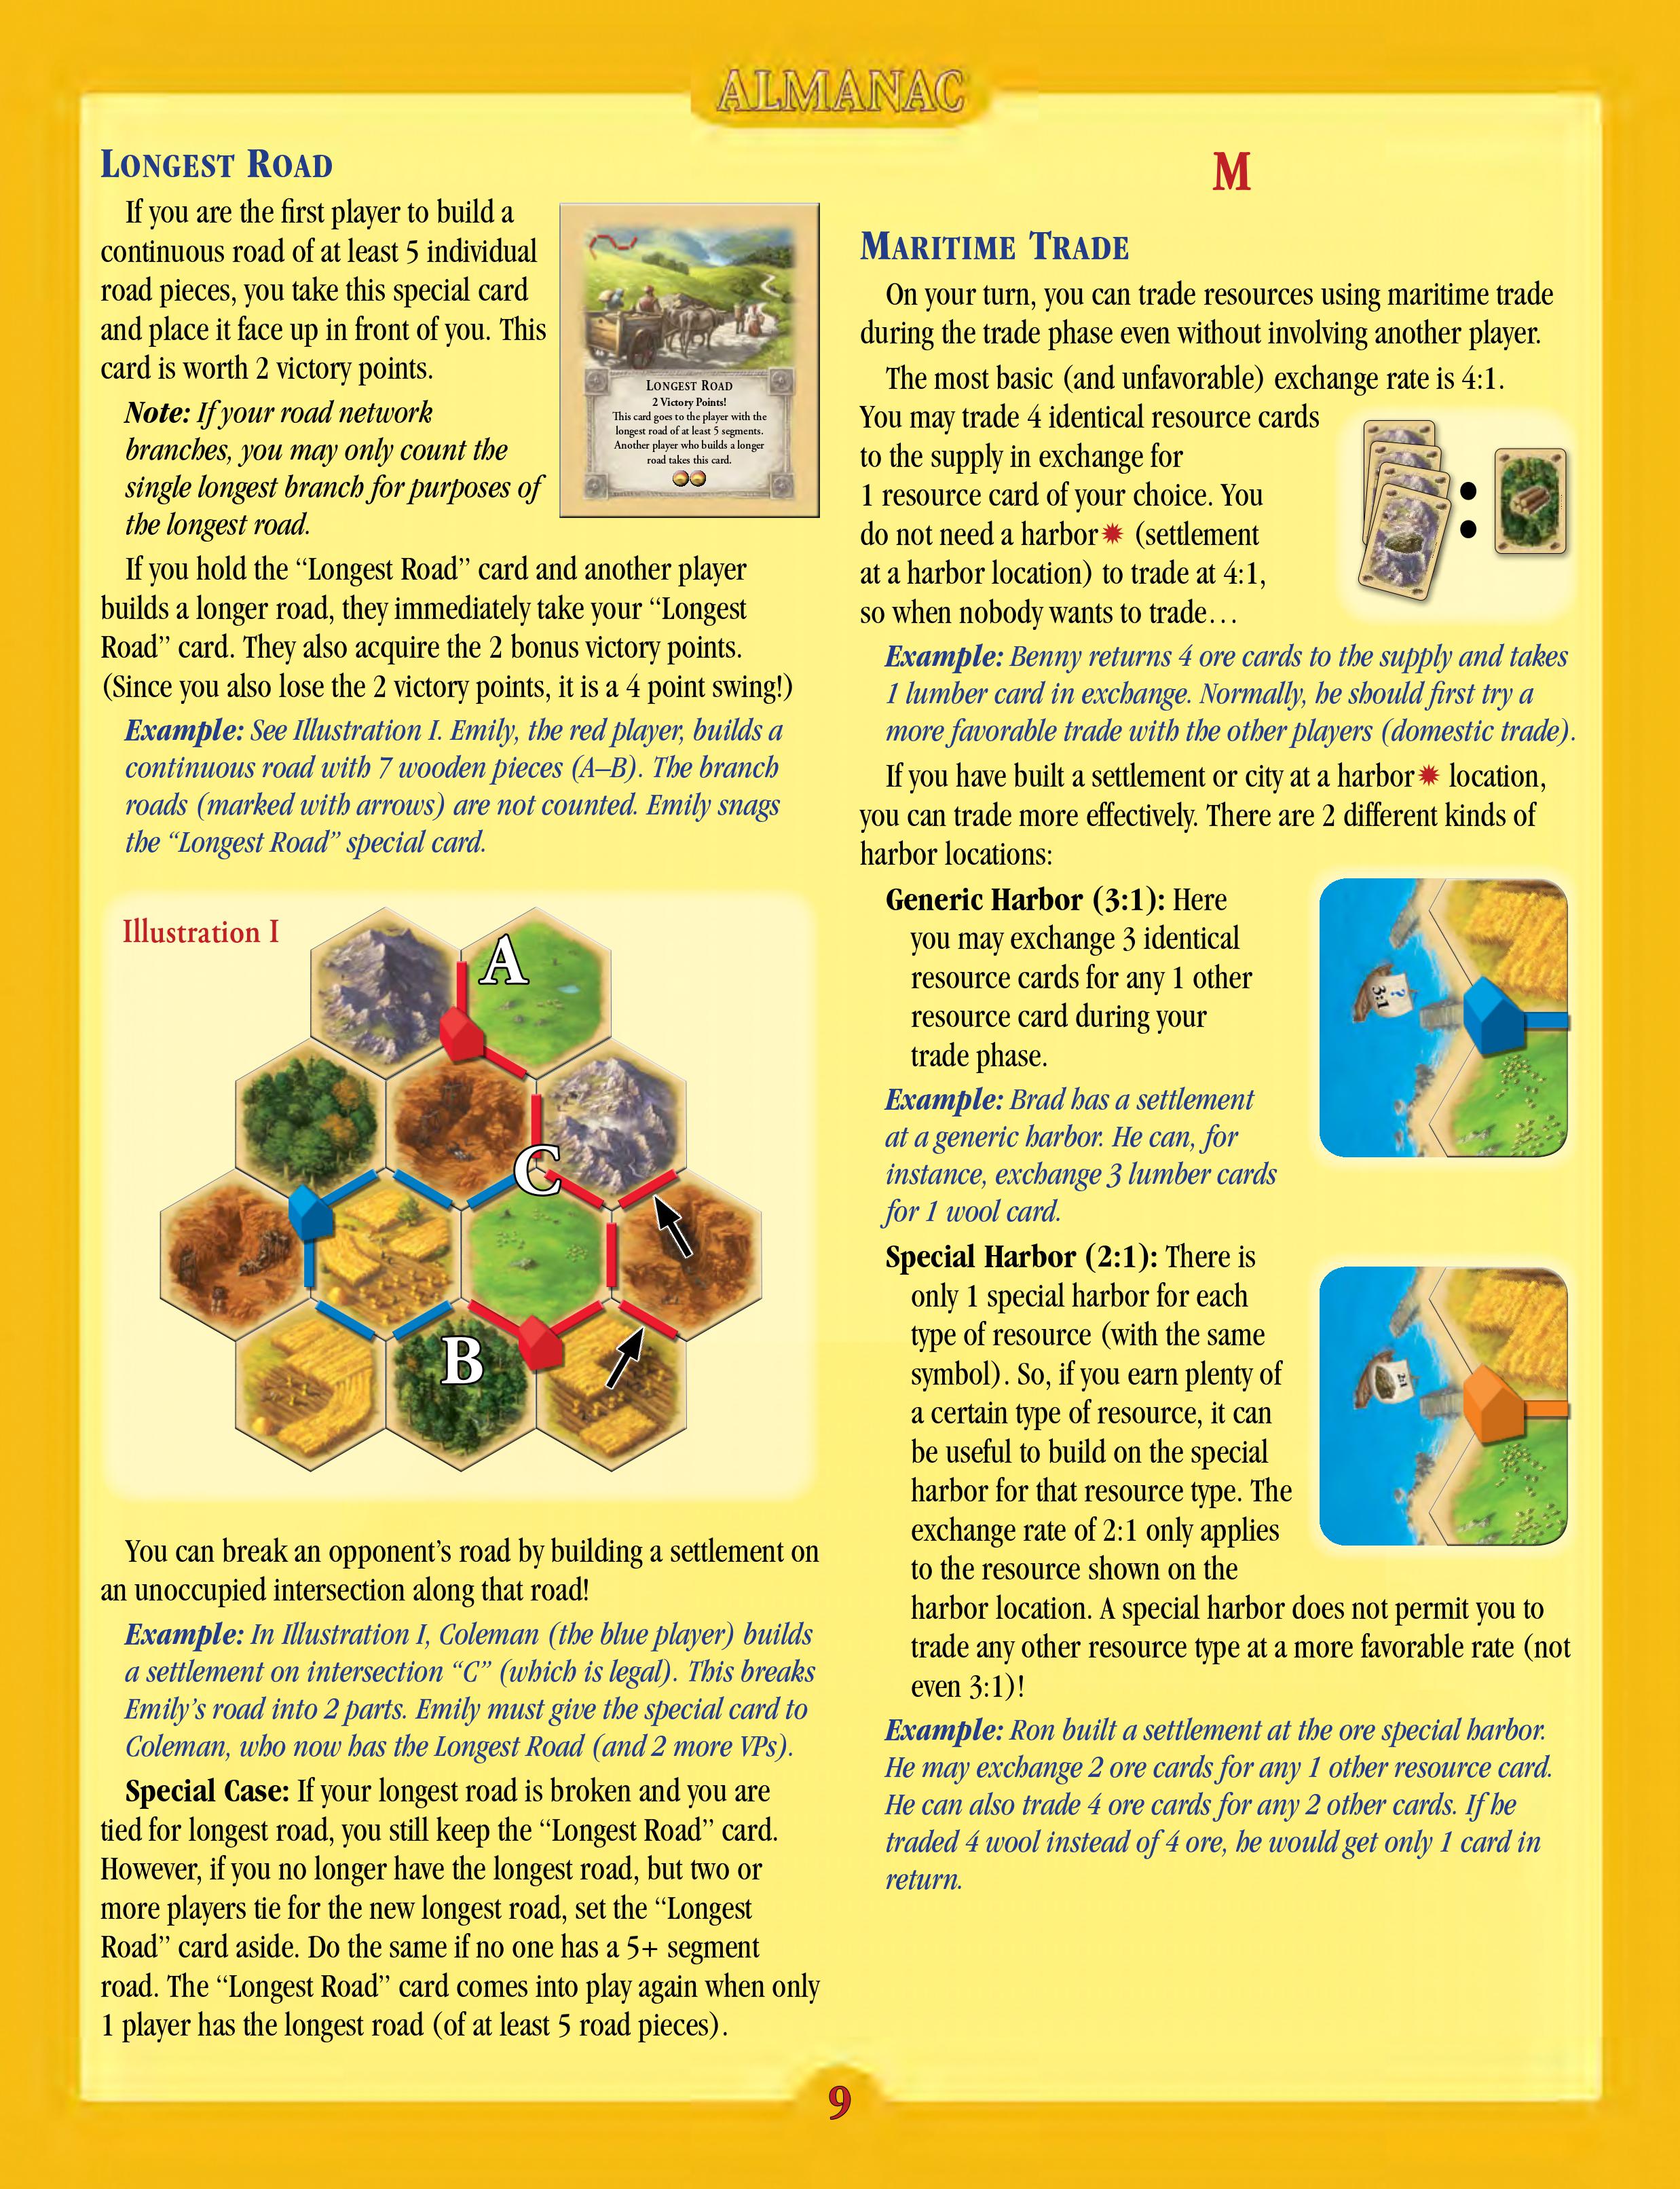 ALMANAC
LONGEST ROAD
If you are the first player to build a
continuous road of at least 5 individual
road pieces, you take this special card
and place it face up in front of you. This
card is worth 2 victory points.
Note: If your road network
branches, you may only count the
single longest branch for purposes of
the longest road.
LONGEST ROAD
2 Victory Points!
This card goes to the player with the
longest road of at least 5 segments.
Another player who builds a longer
road takes this card.
If you hold the “Longest Road” card and another player
builds a longer road, they immediately take your “Longest
Road” card. They also acquire the 2 bonus victory points.
(Since you also lose the 2 victory points, it is a 4 point swing!)
Example: See Illustration I. Emily, the red player, builds a
continuous road with 7 wooden pieces (A–B). The branch
roads (marked with arrows) are not counted. Emily snags
the “Longest Road” special card.
Illustration I
A
C
B
You can break an opponent’s road by building a settlement on
an unoccupied intersection along that road!
Example: In Illustration I, Coleman (the blue player) builds
a settlement on intersection “C” (which is legal). This breaks
Emily’s road into 2 parts. Emily must give the special card to
Coleman, who now has the Longest Road (and 2 more VPs).
Special Case: If your longest road is broken and you are
tied for longest road, you still keep the “Longest Road” card.
However, if you no longer have the longest road, but two or
more players tie for the new longest road, set the “Longest
Road” card aside. Do the same if no one has a 5+ segment
road. The “Longest Road” card comes into play again when only
1 player has the longest road (of at least 5 road pieces).
M
MARITIME TRADE
On your turn, you can trade resources using maritime trade
during the trade phase even without involving another player.
The most basic (and unfavorable) exchange rate is 4:1.
You may trade 4 identical resource cards
to the supply in exchange for
1 resource card of your choice. You
do not need a harbor✹ (settlement
at a harbor location) to trade at 4:1,
so when nobody wants to trade…
:
Example: Benny returns 4 ore cards to the supply and takes
1 lumber card in exchange. Normally, he should first try a
more favorable trade with the other players (domestic trade).
If you have built a settlement or city at a harbor✹ location,
you can trade more effectively. There are 2 different kinds of
harbor locations:
Generic Harbor (3:1): Here
you may exchange 3 identical
resource cards for any 1 other
resource card during your
trade phase.
?
3:1
Example: Brad has a settlement
at a generic harbor. He can, for
instance, exchange 3 lumber cards
for 1 wool card.
Special Harbor (2:1): There is
only 1 special harbor for each
type of resource (with the same
symbol). So, if you earn plenty of
a certain type of resource, it can
be useful to build on the special
harbor for that resource type. The
exchange rate of 2:1 only applies
to the resource shown on the
harbor location. A special harbor does not permit you to
trade any other resource type at a more favorable rate (not
even 3:1)!
2:1
Example: Ron built a settlement at the ore special harbor.
He may exchange 2 ore cards for any 1 other resource card.
He can also trade 4 ore cards for any 2 other cards. If he
traded 4 wool instead of 4 ore, he would get only 1 card in
return.
9